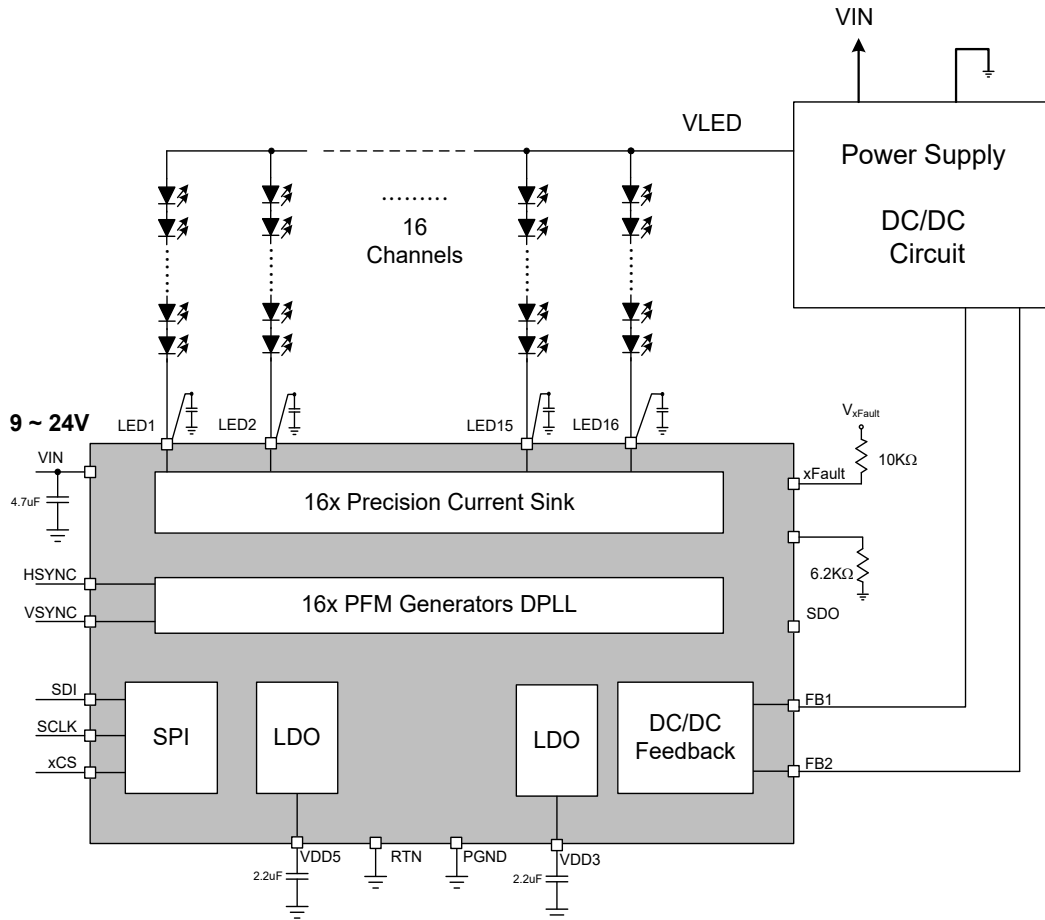 VIN
VLED
Power Supply
DC/DC
Circuit
.........
16
Channels
9 ~ 24V
LED1
LED2
LED15
LED16
VxFault
10KΩ
VIN
xFault
4.7uF
16x Precision Current Sink
6.2KΩ
HSYNC
VSYNC
16x PFM Generators DPLL
SDO
SDI
SCLK
xCS
SPI
LDO
LDO
DC/DC
Feedback
FB1
FB2
VDD5
RTN
PGND
VDD3
2.2uF
2.2uF